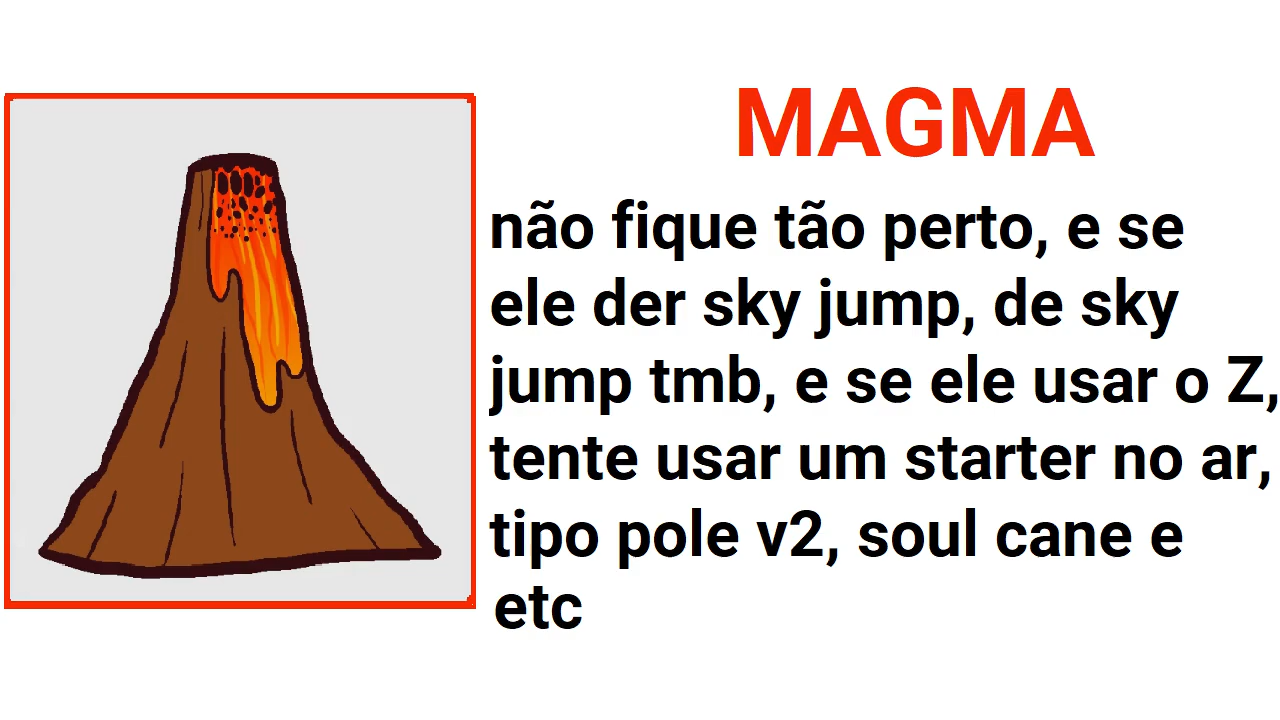 MAGMA
não fique tão perto, e se
ele der sky jump, de sky
jump tmb, e se ele usar o Z,
tente usar um starter no ar,
tipo pole v2, soul cane e
etc